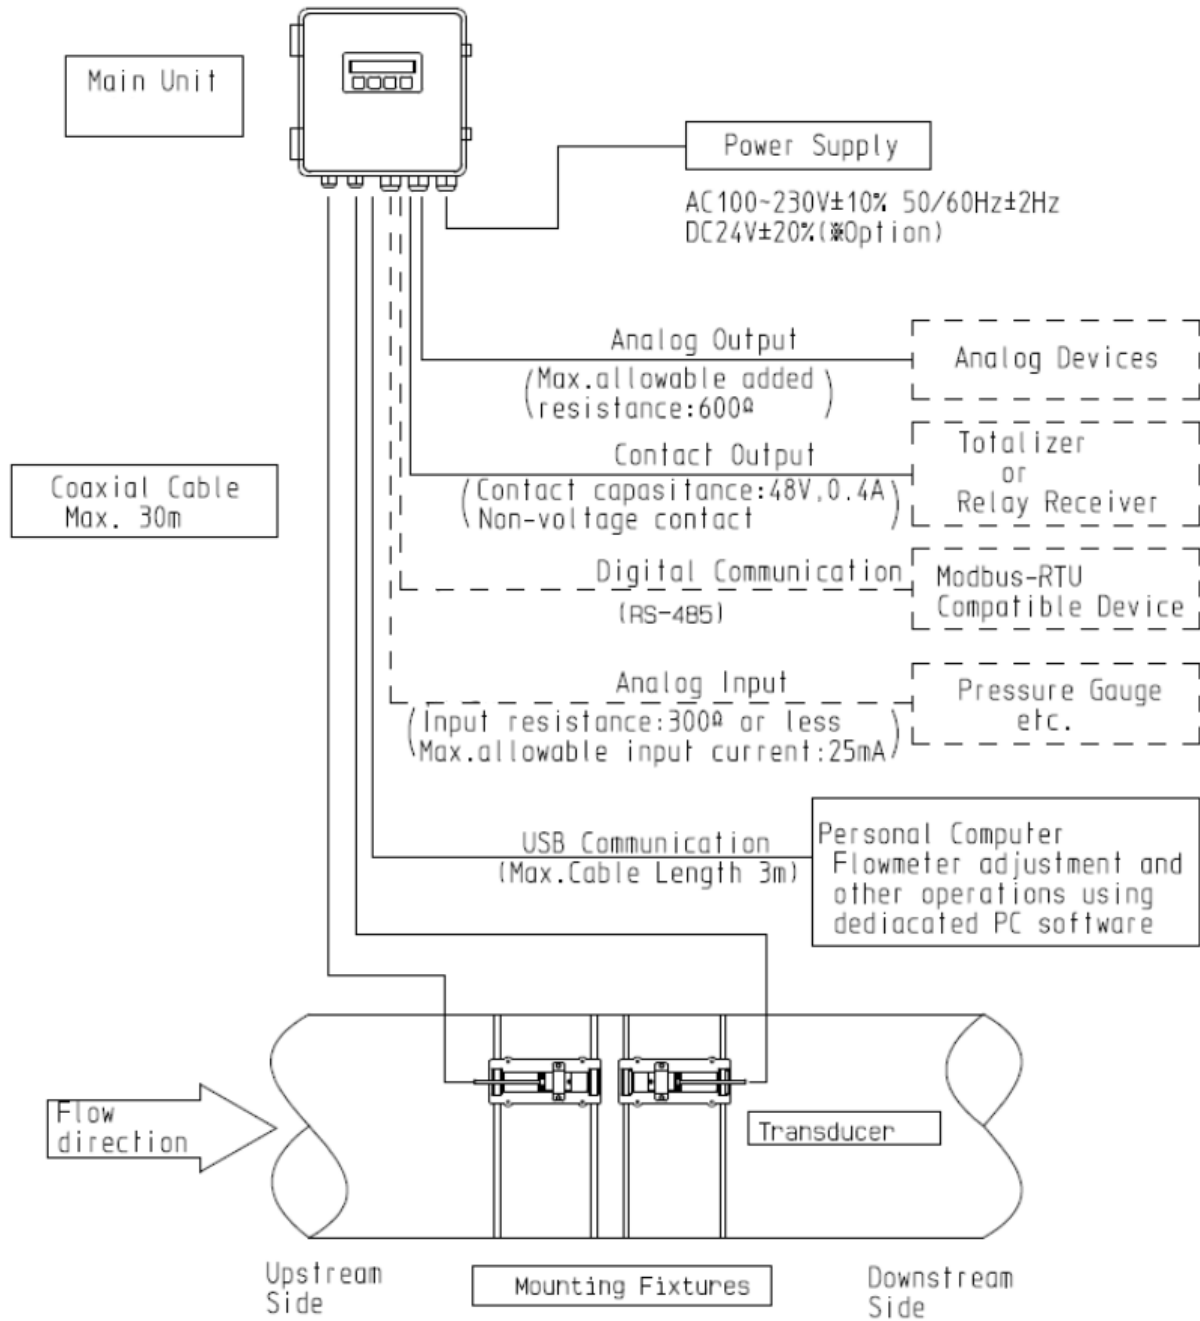 Main Unit
Power Supply
AC100~230V±10% 50/60Hz±2Hz
DC24V±20%(※Option)
Analog Output
(Max.allowable added
resistance:600Ω)
Analog Devices
Contact Output
(Contact capasitance:48V,0.4A
Non-voltage contact)
Totalizer
or
Relay Receiver
Coaxial Cable
Max. 30m
Digital Communication
(RS-485)
Modbus-RTU
Compatible Device
Analog Input
(Input resistance:300Ω or less
Max.allowable input current:25mA)
Pressure Gauge
etc.
USB Communication
(Max.Cable Length 3m)
Personal Computer
Flowmeter adjustment and
other operations using
dediacated PC software
Flow
direction
Transducer
Upstream
Side
Mounting Fixtures
Downstream
Side